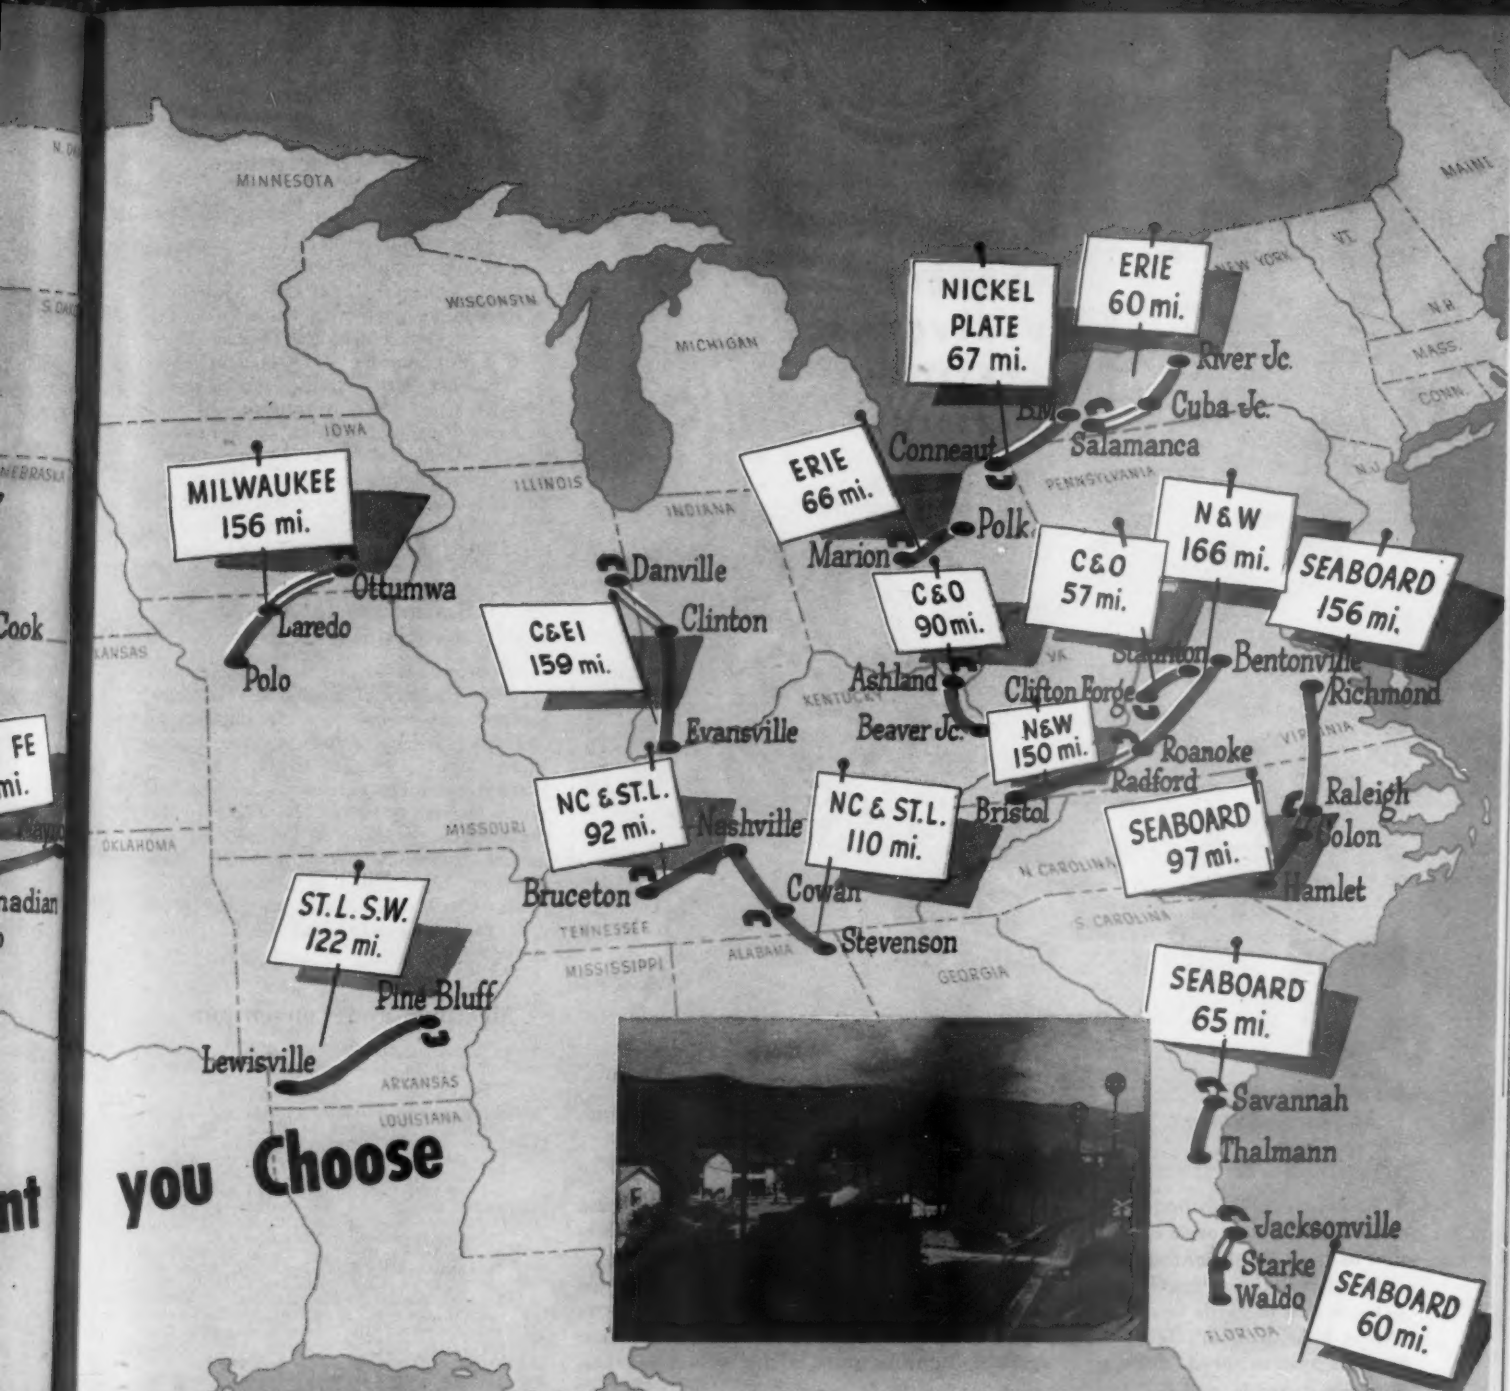 MINNESOTA
MAINE
VT.
NEW YORK
ERIE
60 mi.
NICKEL
PLATE
67 mi.
WISCONSIN
MICHIGAN
N.H.
MASS.
CONN.
River Jc.
Cuba Jc.
Salamanca
Conneaut
IOWA
NEBRASKA
ILLINOIS
INDIANA
PENNSYLVANIA
N.J.
MILWAUKEE
156 mi.
ERIE
66 mi.
Polk
Marion
N&W
166 mi.
C&O
57 mi.
SEABOARD
156 mi.
Ottumwa
Laredo
Polo
Danville
Clinton
C&EI
159 mi.
Evansville
C&O
90 mi.
Ashland
Beaver Jc.
KENTUCKY
VA
Staunton
Clifton Forge
Bentonville
Richmond
VIRGINIA
Cook
KANSAS
FE
mi.
N&W
150 mi.
Roanoke
Radford
Bristol
NC & ST.L.
92 mi.
Nashville
NC & ST.L.
110 mi.
SEABOARD
97 mi.
Raleigh
Colon
Hamlet
MISSOURI
OKLAHOMA
N. CAROLINA
S. CAROLINA
Bruceton
Cowan
Stevenson
TENNESSEE
MISSISSIPPI
ALABAMA
GEORGIA
nadian
ST. L. S.W.
122 mi.
Pine Bluff
Lewisville
ARKANSAS
LOUISIANA
SEABOARD
65 mi.
Savannah
Thalmann
nt you Choose
Jacksonville
Starke
Waldo
FLORIDA
SEABOARD
60 mi.